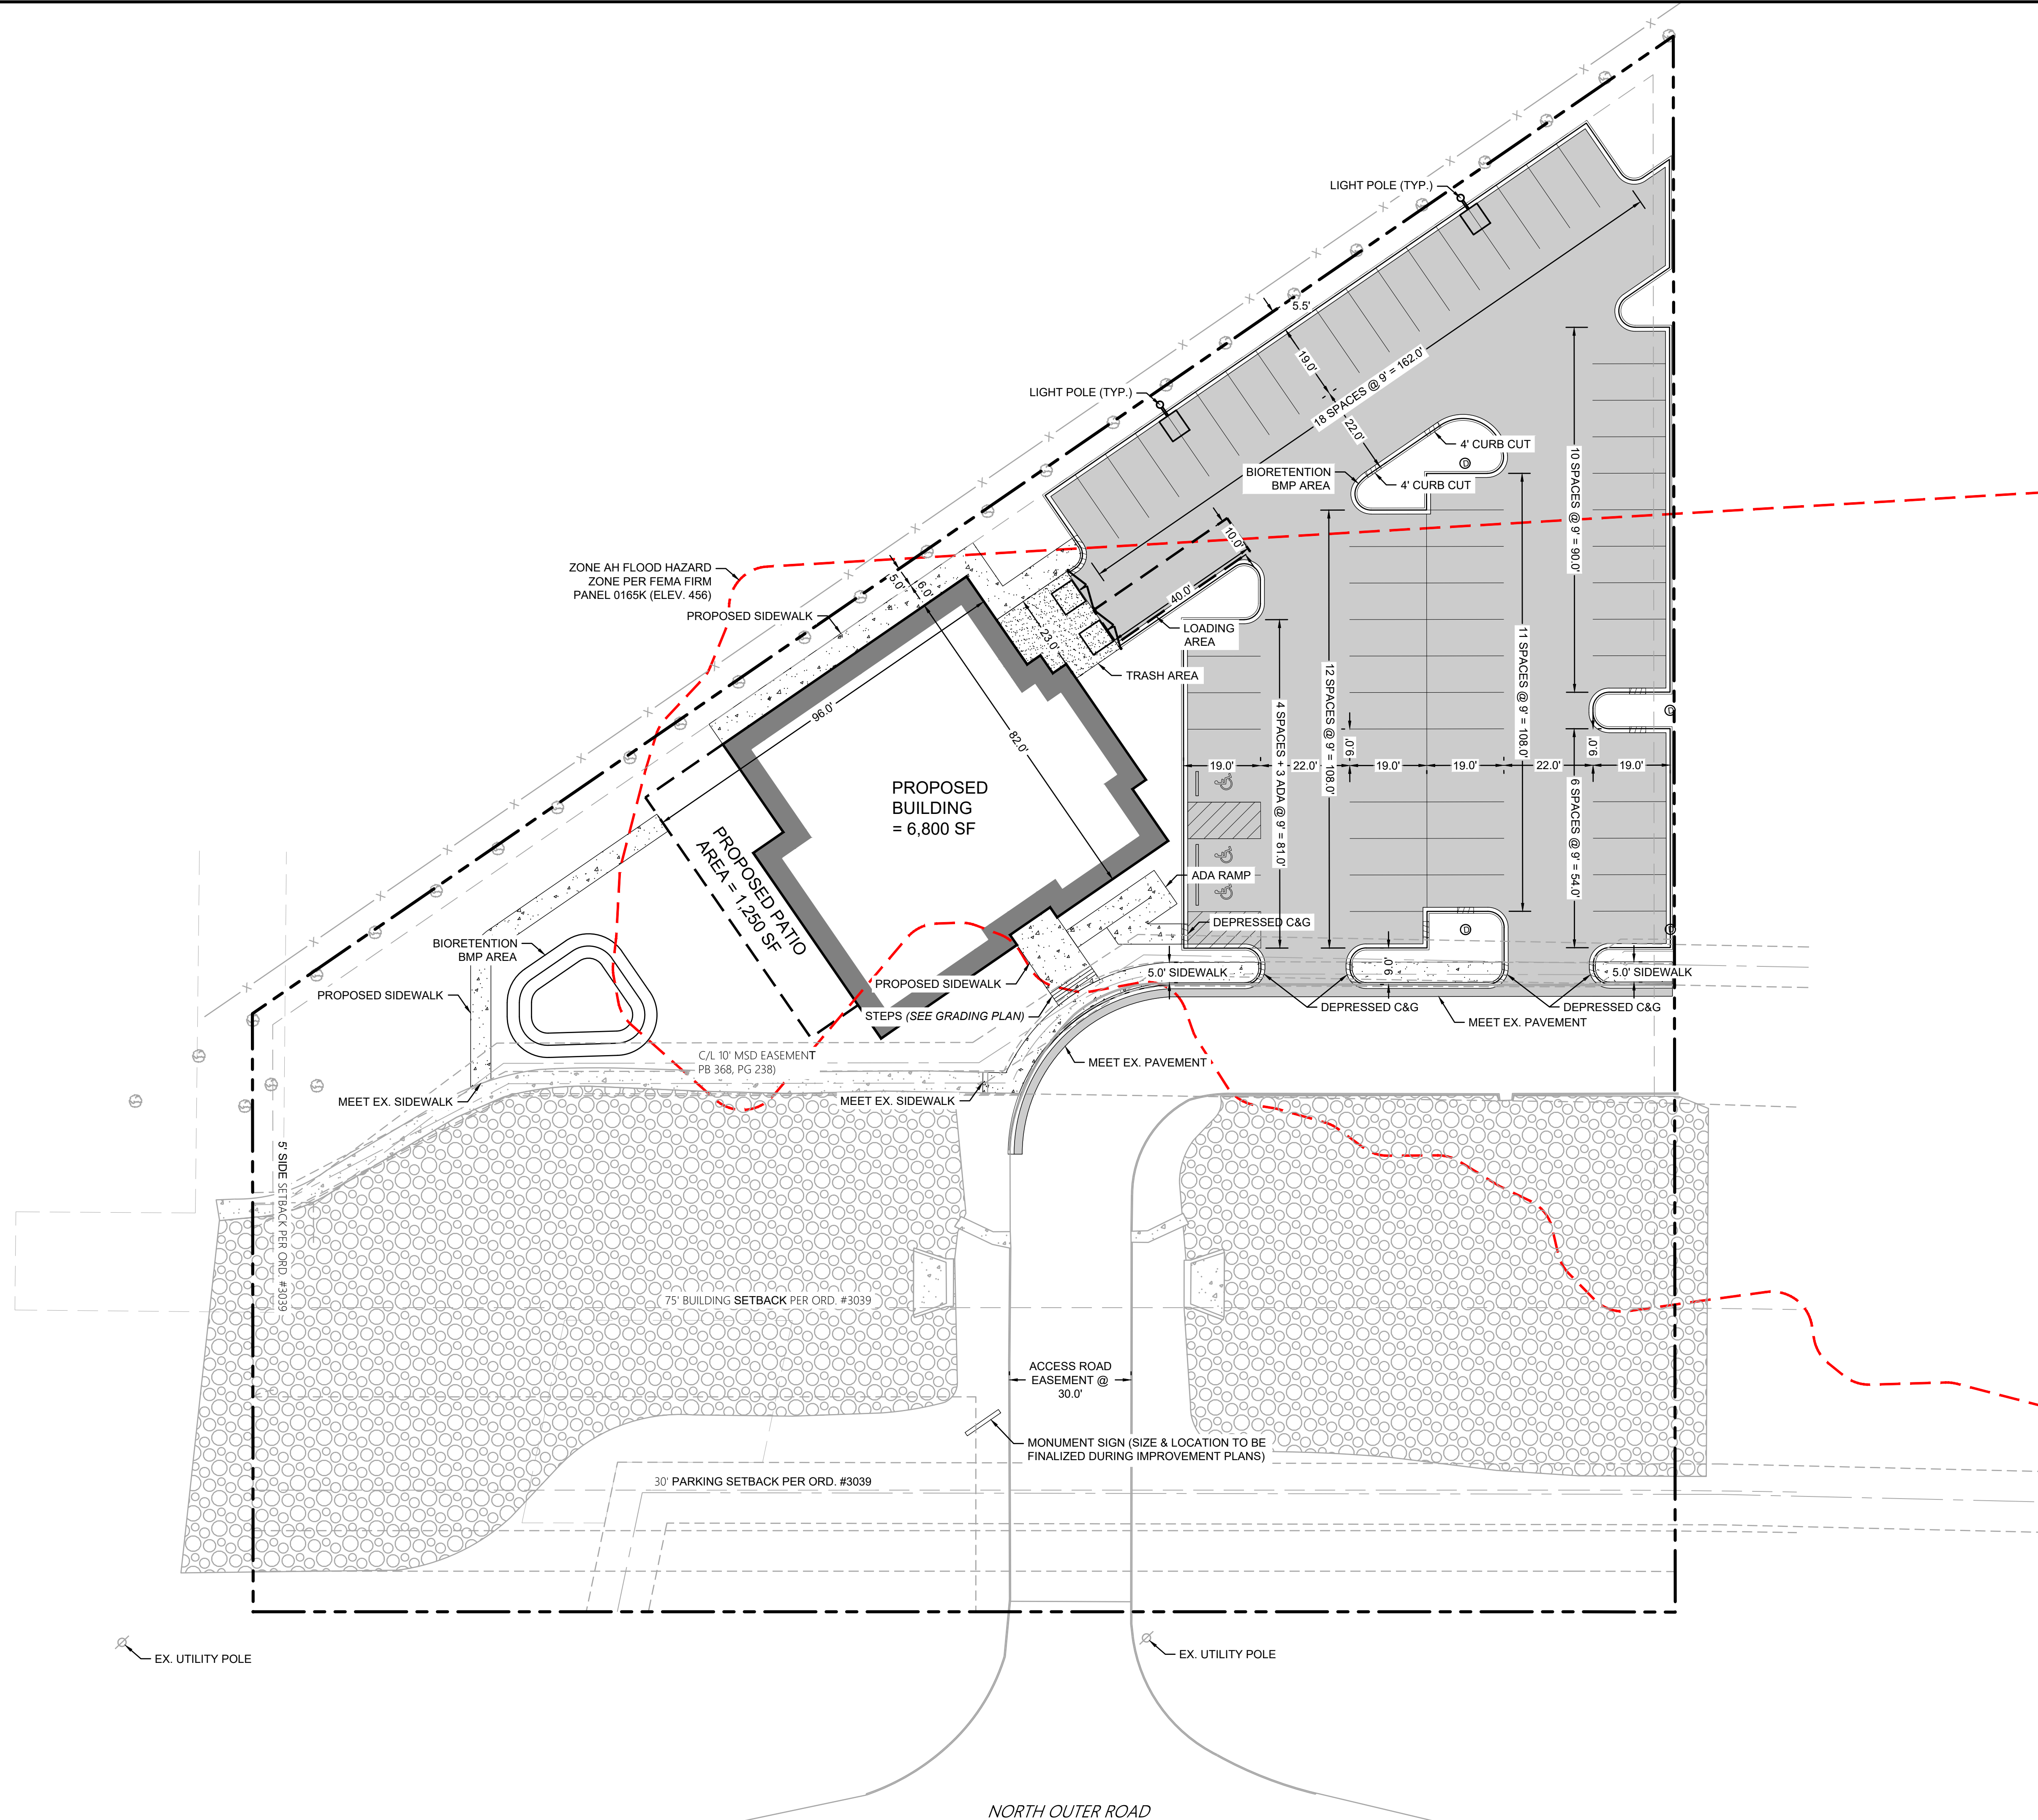 LIGHT POLE (TYP.)
5.5'
19.0'
18 SPACES @ 9' = 162.0'
22.0'
LIGHT POLE (TYP.)
4' CURB CUT
BIORETENTION
BMP AREA
4' CURB CUT
D
10 SPACES @ 9' = 90.0'
10.0'
ZONE AH FLOOD HAZARD
ZONE PER FEMA FIRM
PANEL 0165K (ELEV. 456)
5.0'
6.0'
PROPOSED SIDEWALK
40.0'
23.0'
LOADING
AREA
TRASH AREA
96.0'
82.0'
4 SPACES + 3 ADA @ 9' = 81.0'
12 SPACES @ 9' = 108.0'
11 SPACES @ 9' = 108.0'
D
9.0'
9.0'
19.0'
22.0'
19.0'
19.0'
22.0'
19.0'
6 SPACES @ 9' = 54.0'
PROPOSED
BUILDING
= 6,800 SF
PROPOSED PATIO
AREA = 1,250 SF
ADA RAMP
DEPRESSED C&G
D
D
BIORETENTION
BMP AREA
PROPOSED SIDEWALK
PROPOSED SIDEWALK
5.0' SIDEWALK
9.0'
5.0' SIDEWALK
STEPS (SEE GRADING PLAN)
DEPRESSED C&G
DEPRESSED C&G
MEET EX. PAVEMENT
C/L 10' MSD EASEMENT
PB 368, PG 238)
MEET EX. PAVEMENT
MEET EX. SIDEWALK
MEET EX. SIDEWALK
5' SIDE SETBACK PER ORD. #3039
75' BUILDING SETBACK PER ORD. #3039
ACCESS ROAD
EASEMENT @
30.0'
MONUMENT SIGN (SIZE & LOCATION TO BE
FINALIZED DURING IMPROVEMENT PLANS)
30' PARKING SETBACK PER ORD. #3039
EX. UTILITY POLE
EX. UTILITY POLE
NORTH OUTER ROAD